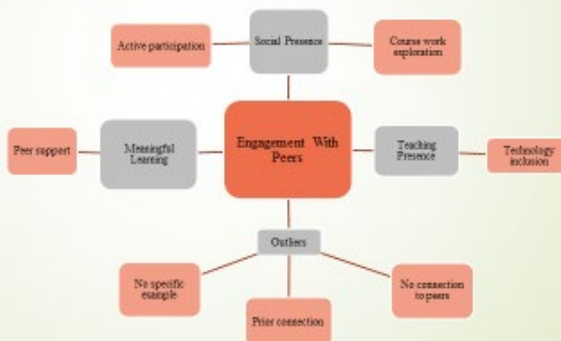 Active participation
Social Presence
Course work
exploration
Peer support
Meaningful
Learning
Engagement With
Peers
Teaching
Presence
Technology
inclusion
Outliers
No specific
example
Prior connection
No connection
to peers